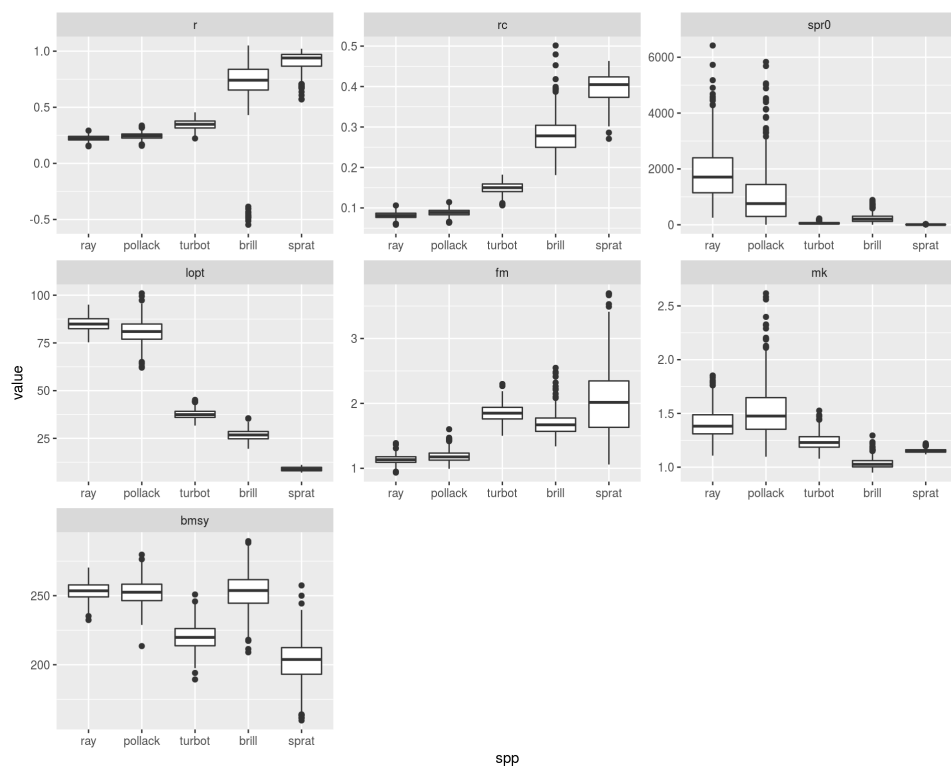 r rc spr0
1.0
0.5
0.0
-0.5
ray pollack turbot brill sprat
0.5
0.4
0.3
0.2
0.1
ray pollack turbot brill sprat
6000
4000
2000
0
ray pollack turbot brill sprat
lopt fm mk
100
75
50
25
ray pollack turbot brill sprat
3
2
1
ray pollack turbot brill sprat
2.5
2.0
1.5
1.0
ray pollack turbot brill sprat
value
bmsy
250
200
ray pollack turbot brill sprat
spp